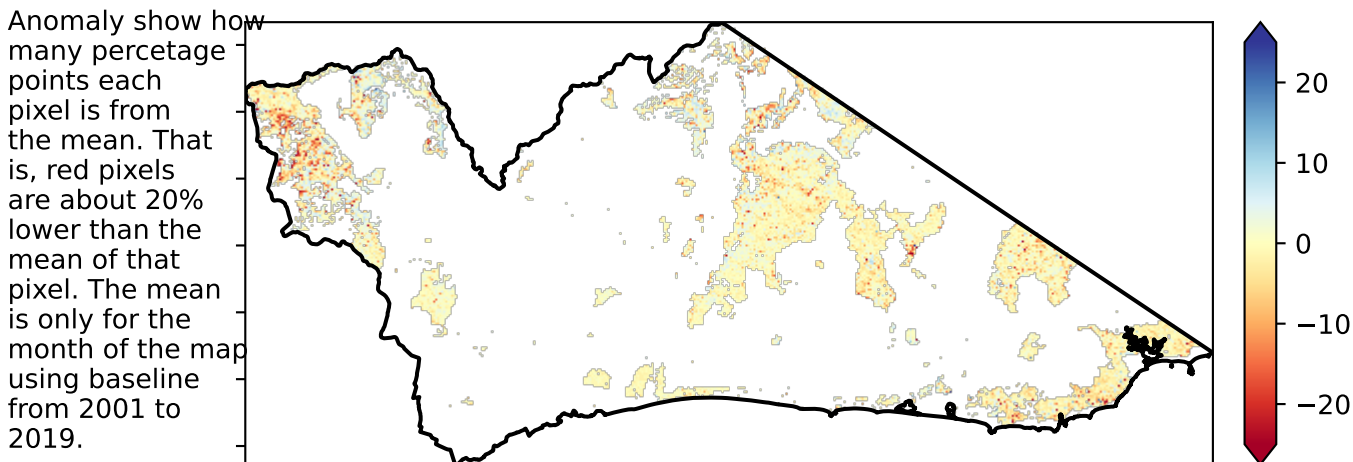 Anomaly show how
many percetage
points each
pixel is from
the mean. That
is, red pixels
are about 20%
lower than the
mean of that
pixel. The mean
is only for the
month of the map
using baseline
from 2001 to
2019.
20
10
0
−10
−20